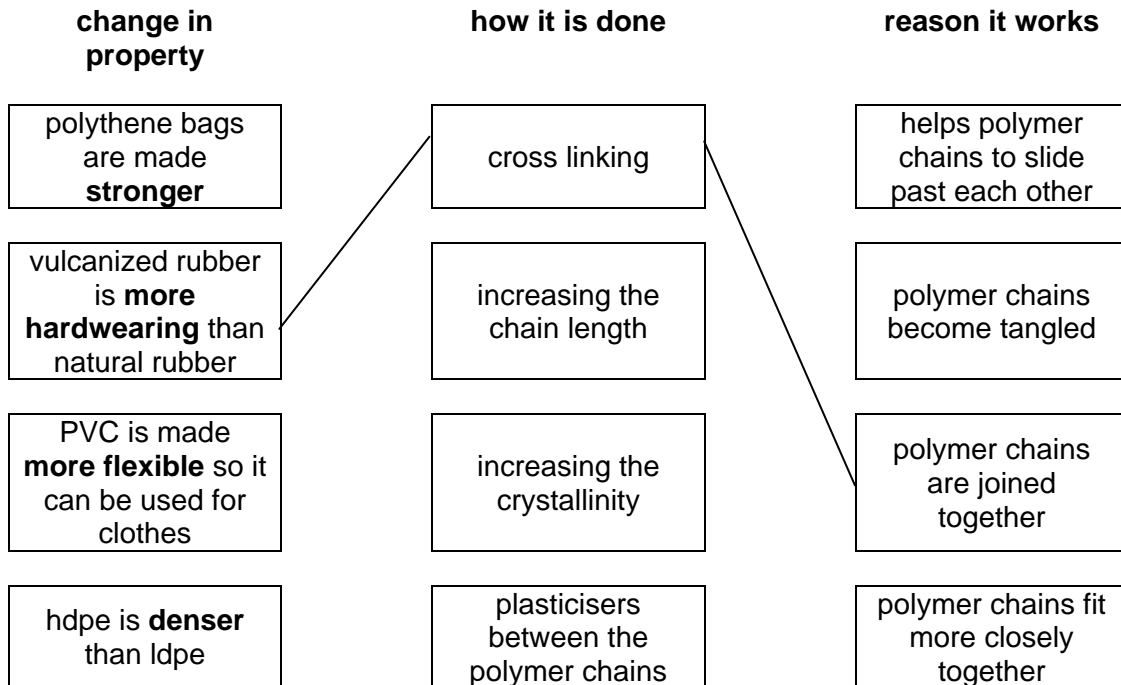 change in
property
how it is done
reason it works
polythene bags
are made
stronger
cross linking
helps polymer
chains to slide
past each other
vulcanized rubber
is more
hardwearing than
natural rubber
increasing the
chain length
polymer chains
become tangled
PVC is made
more flexible so it
can be used for
clothes
increasing the
crystallinity
polymer chains
are joined
together
hdpe is denser
than ldpe
plasticisers
between the
polymer chains
polymer chains fit
more closely
together